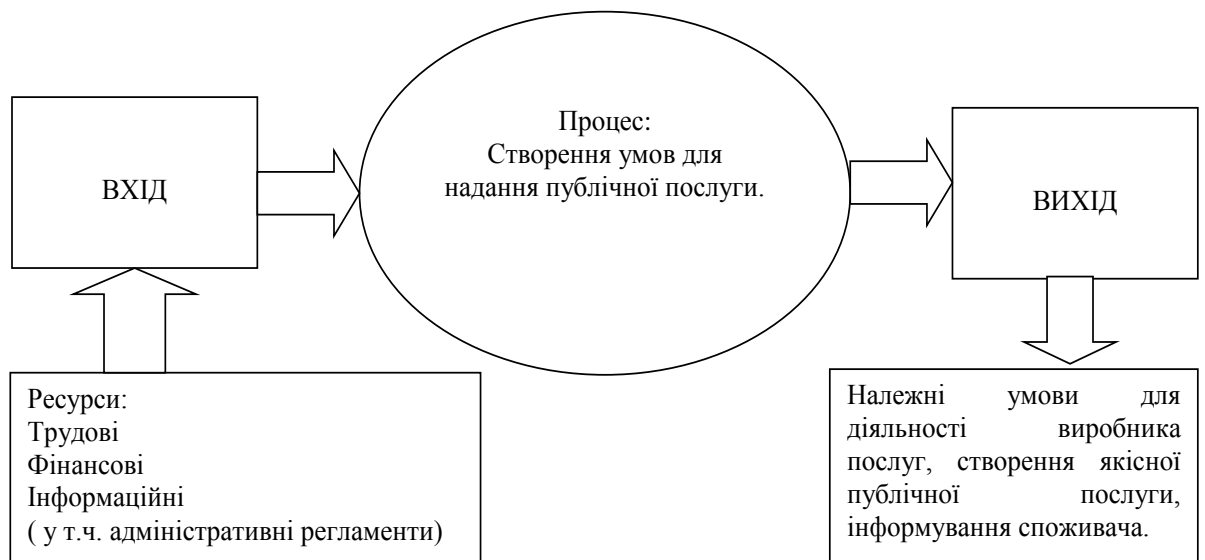 Процес:
Створення умов для
надання публічної послуги.
ВХІД
ВИХІД
Ресурси:
Трудові
Фінансові
Інформаційні
( у т.ч. адміністративні регламенти)
Належні умови для
діяльності виробника
послуг, створення якісної
публічної послуги,
інформування споживача.